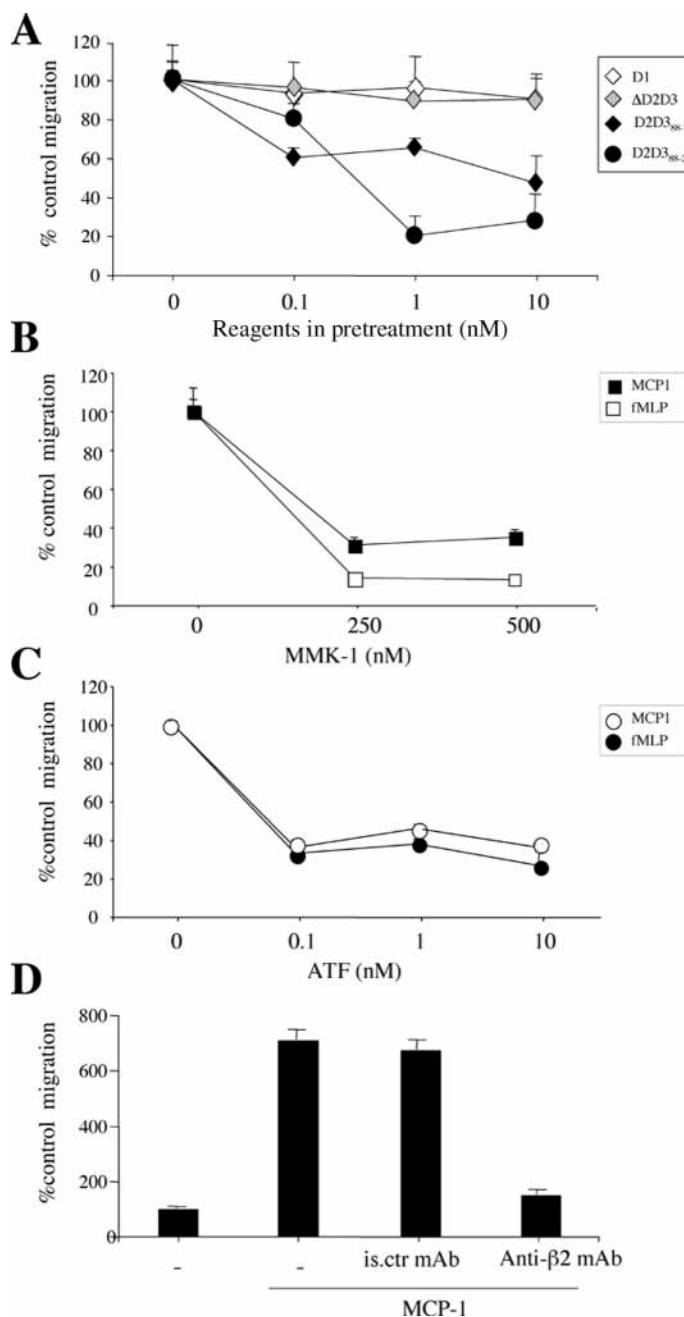 A
120
100
80
60
40
20
0
% control migration
0 0.1 1 10
Reagents in pretreatment (nM)
D1
ΔD2D3
D2D3₈₈₋
D2D3₈₈₋
B
120
100
80
60
40
20
0
% control migration
0 250 500
MMK-1 (nM)
MCP1
fMLP
C
120
100
80
60
40
20
0
%control migration
0 0.1 1 10
ATF (nM)
MCP1
fMLP
D
800
600
400
200
0
%control migration
- - is.ctr mAb Anti-β2 mAb
MCP-1